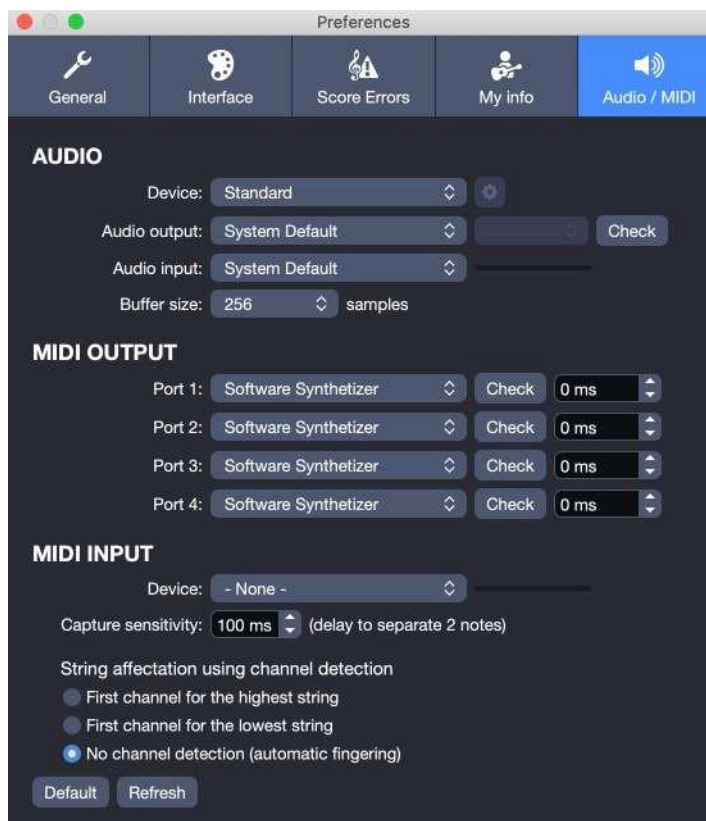 Preferences
General Interface Score Errors My info Audio / MIDI
AUDIO
Device: Standard
Audio output: System Default Check
Audio input: System Default
Buffer size: 256 samples
MIDI OUTPUT
Port 1: Software Synthetizer Check 0 ms
Port 2: Software Synthetizer Check 0 ms
Port 3: Software Synthetizer Check 0 ms
Port 4: Software Synthetizer Check 0 ms
MIDI INPUT
Device: - None -
Capture sensitivity: 100 ms (delay to separate 2 notes)
String affectation using channel detection
First channel for the highest string
First channel for the lowest string
No channel detection (automatic fingering)
Default Refresh